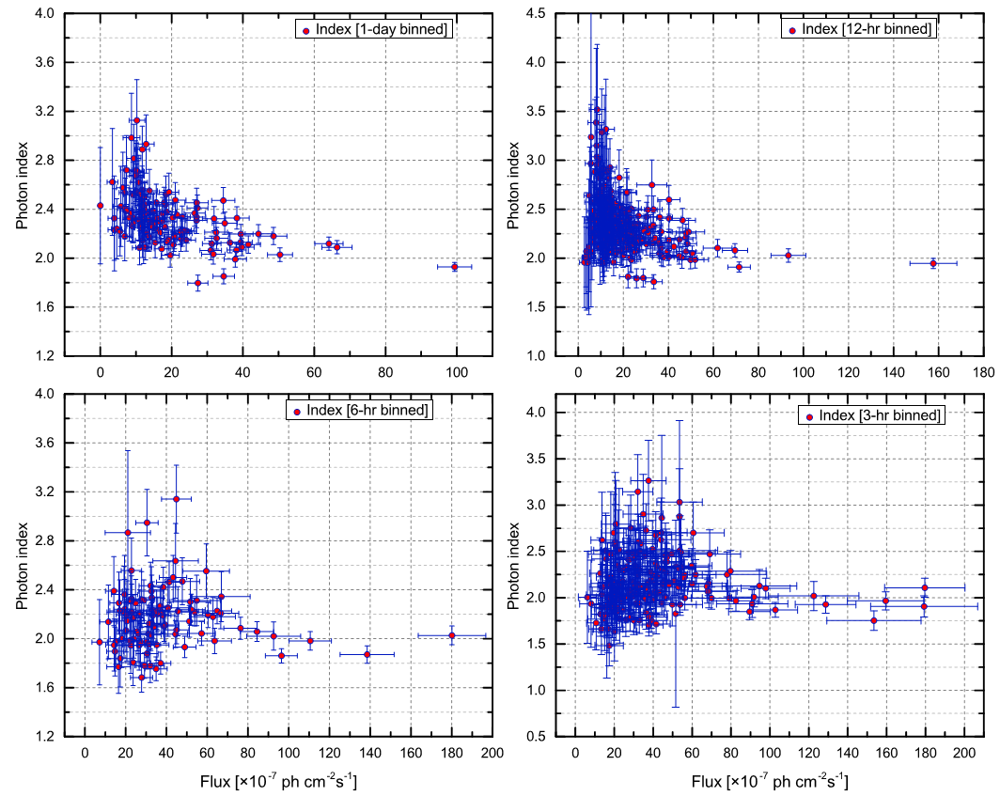 Index [1-day binned]
Photon index
4.0
3.6
3.2
2.8
2.4
2.0
1.6
1.2
0 20 40 60 80 100
Index [12-hr binned]
Photon index
4.5
4.0
3.5
3.0
2.5
2.0
1.5
1.0
0 20 40 60 80 100 120 140 160 180
Index [6-hr binned]
Photon index
4.0
3.6
3.2
2.8
2.4
2.0
1.6
1.2
0 20 40 60 80 100 120 140 160 180 200
Flux [×10⁻⁷ ph cm⁻²s⁻¹]
Index [3-hr binned]
Photon index
4.0
3.5
3.0
2.5
2.0
1.5
1.0
0.5
0 20 40 60 80 100 120 140 160 180 200
Flux [×10⁻⁷ ph cm⁻²s⁻¹]